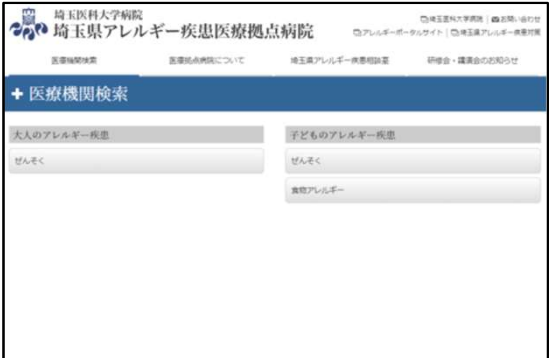 埼玉医科大学病院
埼玉県アレルギー疾患医療拠点病院
埼玉医科大学病院 | お問い合わせ
アレルギーポータルサイト | 埼玉県アレルギー疾患対策
医療機関検索
医療拠点病院について
埼玉県アレルギー疾患相談室
研修会・講演会のお知らせ
+ 医療機関検索
大人のアレルギー疾患
子どものアレルギー疾患
ぜんそく
ぜんそく
食物アレルギー